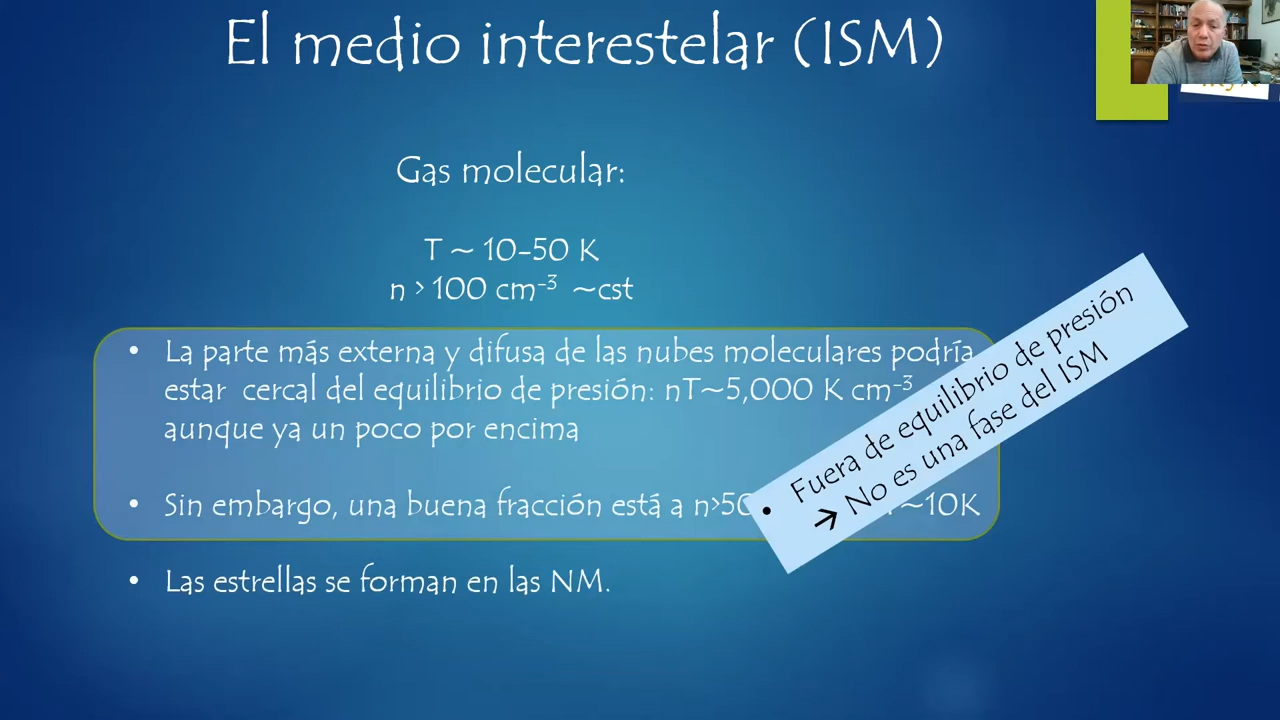 El medio interestelar (ISM)
Gas molecular:
T ~ 10-50 K
n > 100 cm⁻³ ~cst
• La parte más externa y difusa de las nubes moleculares podría
estar cercal del equilibrio de presión: nT~5,000 K cm⁻³
aunque ya un poco por encima
• Sin embargo, una buena fracción está a ~10K
• Fuera de equilibrio de presión
→ No es una fase del ISM
• Las estrellas se forman en las NM.